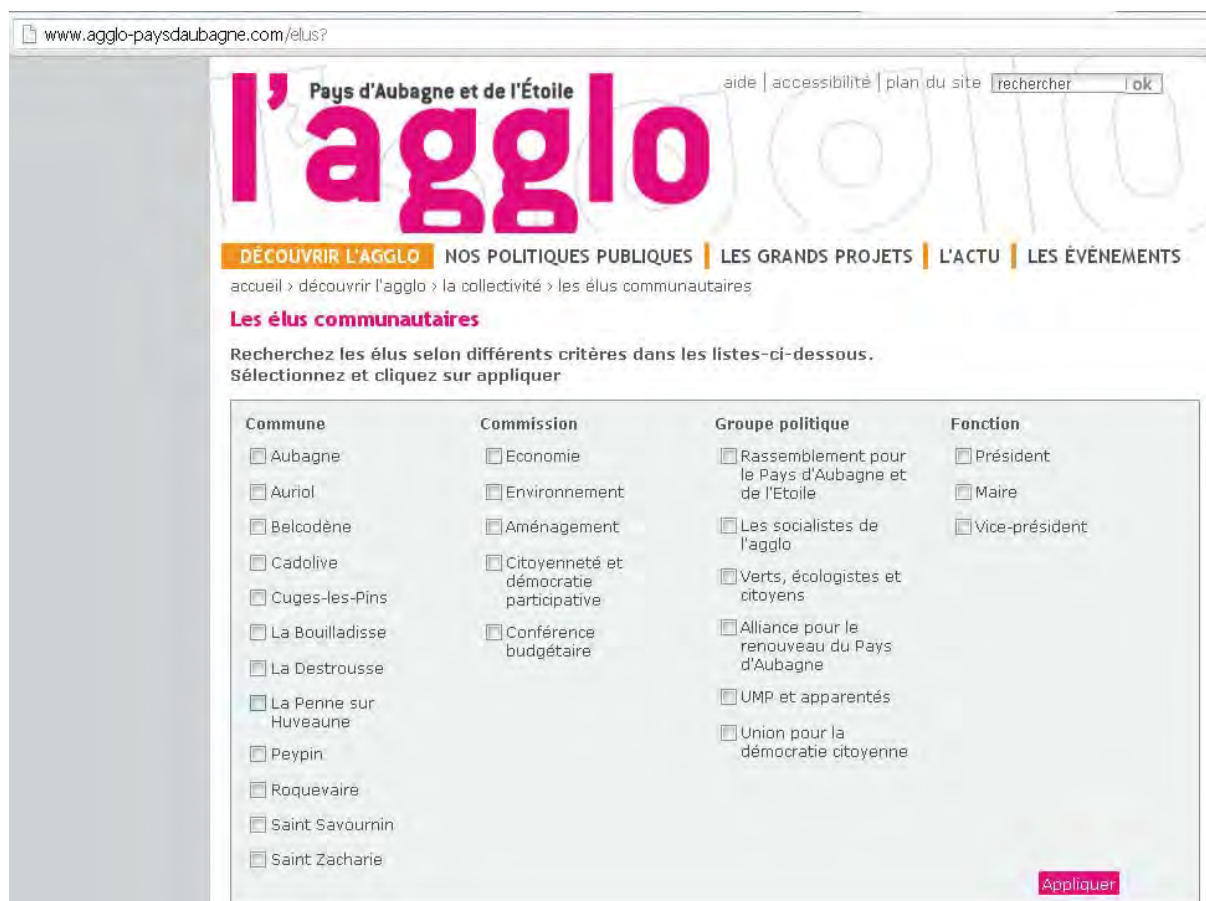 www.agglo-paysdaubagne.com/elus?
Pays d'Aubagne et de l'Étoile
aide | accessibilité | plan du site rechercher ok
l'agglo
DÉCOUVRIR L'AGGLO NOS POLITIQUES PUBLIQUES LES GRANDS PROJETS L'ACTU LES ÉVÉNEMENTS
accueil > découvrir l'agglo > la collectivité > les élus communautaires
Les élus communautaires
Recherchez les élus selon différents critères dans les listes-ci-dessous.
Sélectionnez et cliquez sur appliquer
Commune
Aubagne
Auriol
Belcodène
Cadolive
Cuges-les-Pins
La Bouilladisse
La Destrousse
La Penne sur
Huveaune
Peypin
Roquevaire
Saint Savournin
Saint Zacharie
Commission
Economie
Environnement
Aménagement
Citoyenneté et
démocratie
participative
Conférence
budgétaire
Groupe politique
Rassemblement pour
le Pays d'Aubagne et
de l'Etoile
Les socialistes de
l'agglo
Verts, écologistes et
citoyens
Alliance pour le
renouveau du Pays
d'Aubagne
UMP et apparentés
Union pour la
démocratie citoyenne
Fonction
Président
Maire
Vice-président
Appliquer